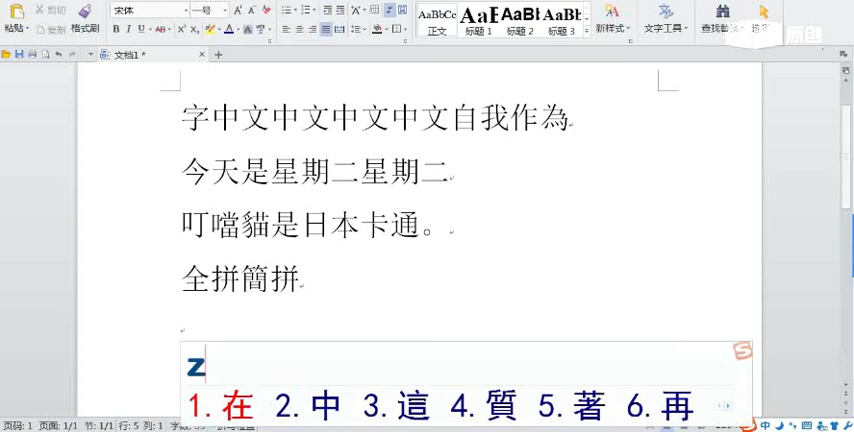 剪切 宋体 一号 AaBbCc AaB AaBb AaBb
粘贴 复制 格式刷 B I U AB 正文 标题 1 标题 2 标题 3 新样式 文字工具 查找替换 原创
文档1 *
字中文中文中文中文自我作為
今天是星期二星期二
叮噹貓是日本卡通。
全拼簡拼
z
1.在 2.中 3.這 4.質 5.著 6.再
页码: 1 页面: 1/1 节: 1/1 行: 5 列: 1 中